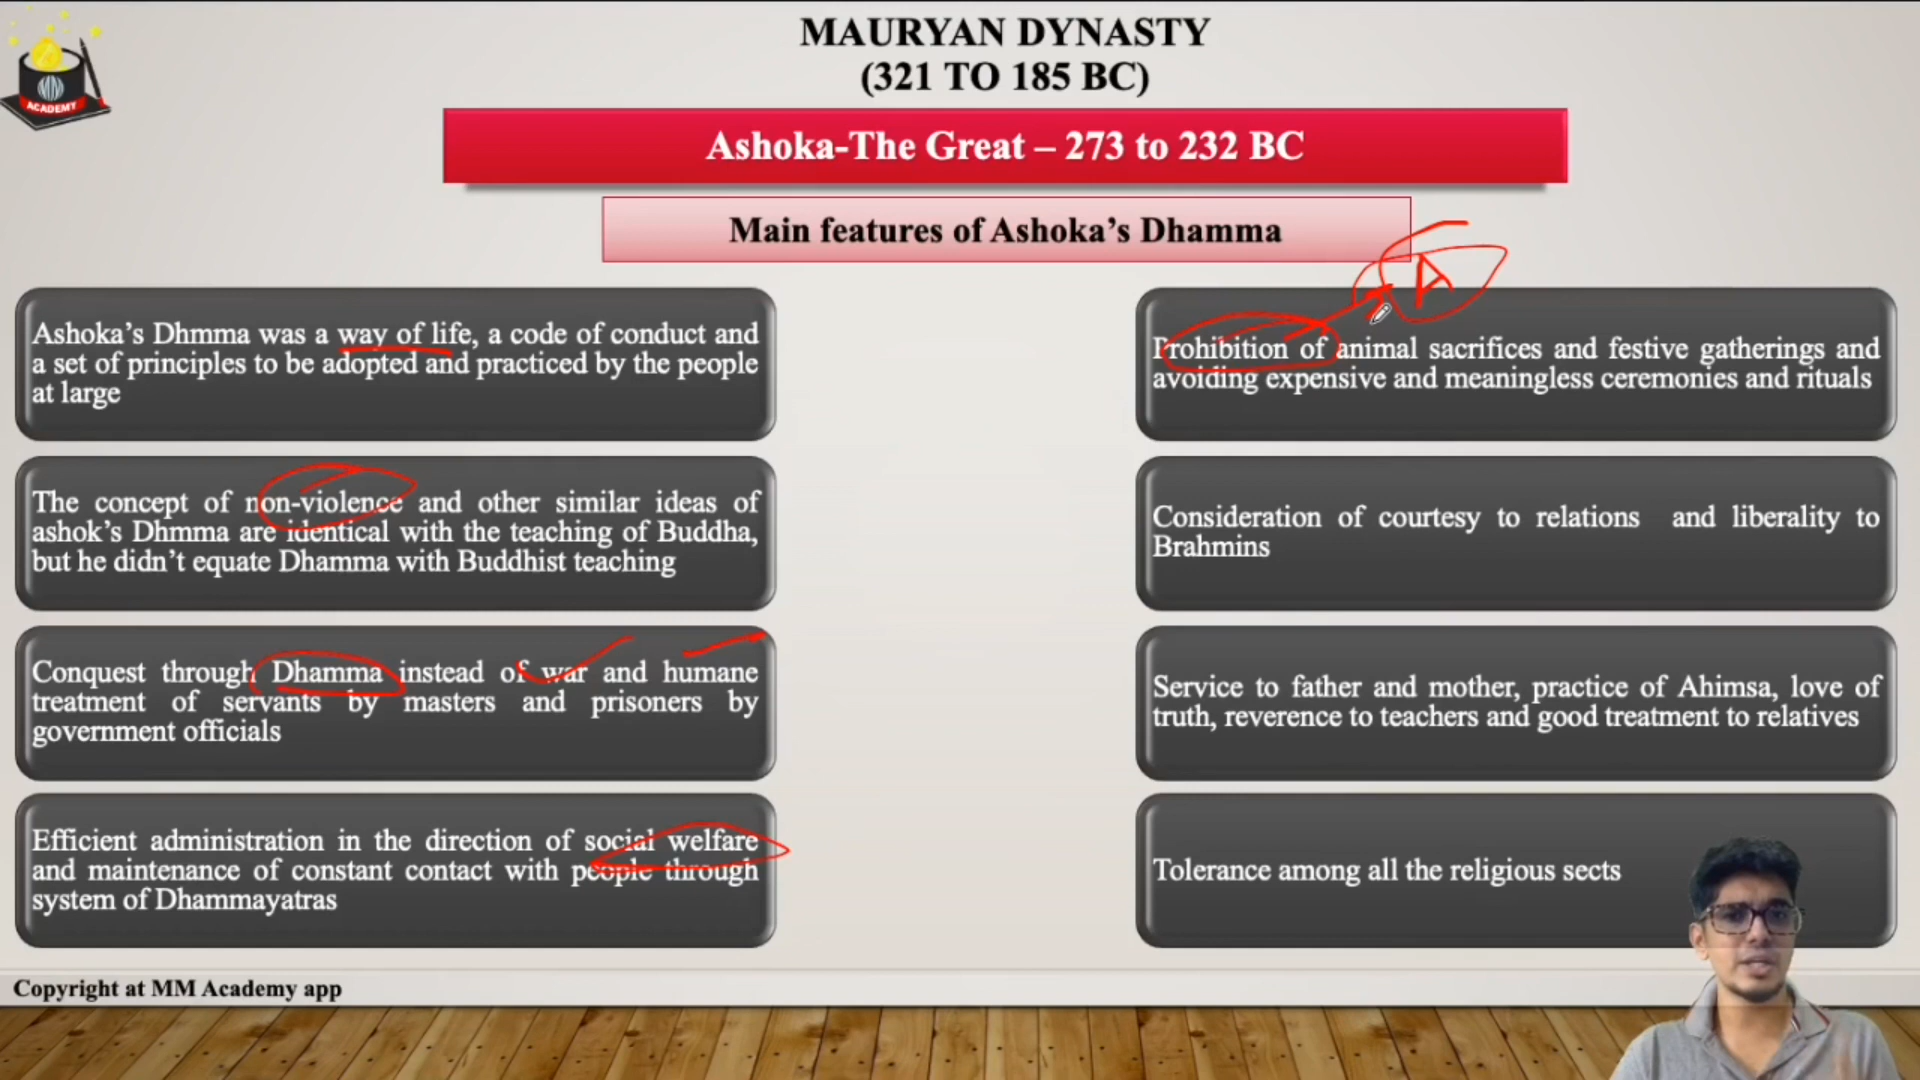 MAURYAN DYNASTY
(321 TO 185 BC)
ACADEMY
Ashoka-The Great – 273 to 232 BC
Main features of Ashoka's Dhamma
A
Ashoka's Dhmma was a way of life, a code of conduct and
a set of principles to be adopted and practiced by the people
at large
The concept of non-violence and other similar ideas of
ashok's Dhmma are identical with the teaching of Buddha,
but he didn't equate Dhamma with Buddhist teaching
Conquest through Dhamma instead of war and humane
treatment of servants by masters and prisoners by
government officials
Efficient administration in the direction of social welfare
and maintenance of constant contact with people through
system of Dhammayatras
Prohibition of animal sacrifices and festive gatherings and
avoiding expensive and meaningless ceremonies and rituals
Consideration of courtesy to relations and liberality to
Brahmins
Service to father and mother, practice of Ahimsa, love of
truth, reverence to teachers and good treatment to relatives
Tolerance among all the religious sects
Copyright at MM Academy app